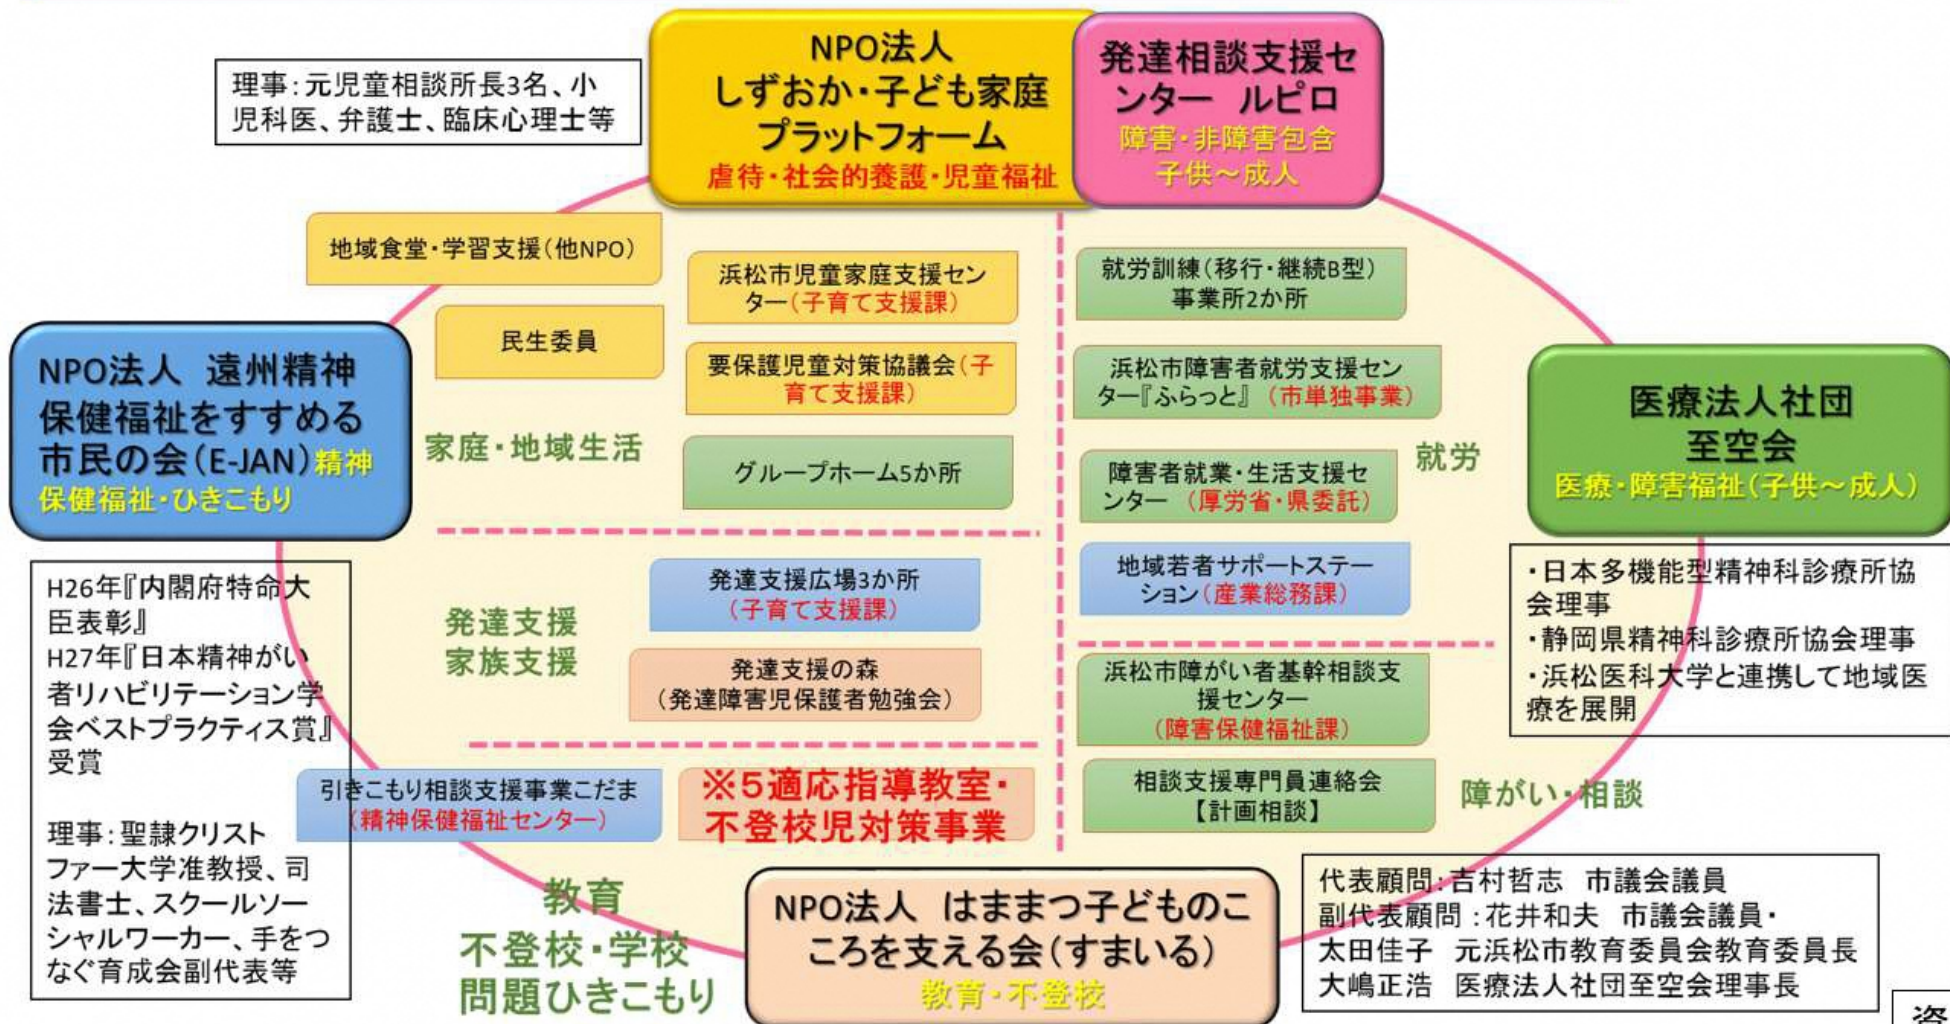 NPO法人
しずおか・子ども家庭
プラットフォーム
虐待・社会的養護・児童福祉
発達相談支援セ
ンター ルピロ
障害・非障害包含
子供～成人
理事:元児童相談所長3名、小
児科医、弁護士、臨床心理士等
地域食堂・学習支援(他NPO)
民生委員
浜松市児童家庭支援セン
ター(子育て支援課)
要保護児童対策協議会(子
育て支援課)
グループホーム5か所
家庭・地域生活
就労訓練(移行・継続B型)
事業所2か所
浜松市障害者就労支援セン
ター『ふらっと』 (市単独事業)
障害者就業・生活支援セ
ンター (厚労省・県委託)
地域若者サポートステー
ション(産業総務課)
就労
NPO法人 遠州精神
保健福祉をすすめる
市民の会(E-JAN)精神
保健福祉・ひきこもり
医療法人社団
至空会
医療・障害福祉(子供～成人)
H26年『内閣府特命大
臣表彰』
H27年『日本精神がい
者リハビリテーション学
会ベストプラクティス賞』
受賞
理事:聖隷クリスト
ファー大学准教授、司
法書士、スクールソー
シャルワーカー、手をつ
なぐ育成会副代表等
発達支援
家族支援
発達支援広場3か所
(子育て支援課)
発達支援の森
(発達障害児保護者勉強会)
引きこもり相談支援事業こだま
(精神保健福祉センター)
※5適応指導教室・
不登校児対策事業
浜松市障がい者基幹相談支
援センター
(障害保健福祉課)
相談支援専門員連絡会
【計画相談】
障がい・相談
・日本多機能型精神科診療所協
会理事
・静岡県精神科診療所協会理事
・浜松医科大学と連携して地域医
療を展開
教育
不登校・学校
問題ひきこもり
NPO法人 はままつ子どものこ
ころを支える会(すまいる)
教育・不登校
代表顧問:吉村哲志 市議会議員
副代表顧問:花井和夫 市議会議員・
太田佳子 元浜松市教育委員会教育委員長
大嶋正浩 医療法人社団至空会理事長